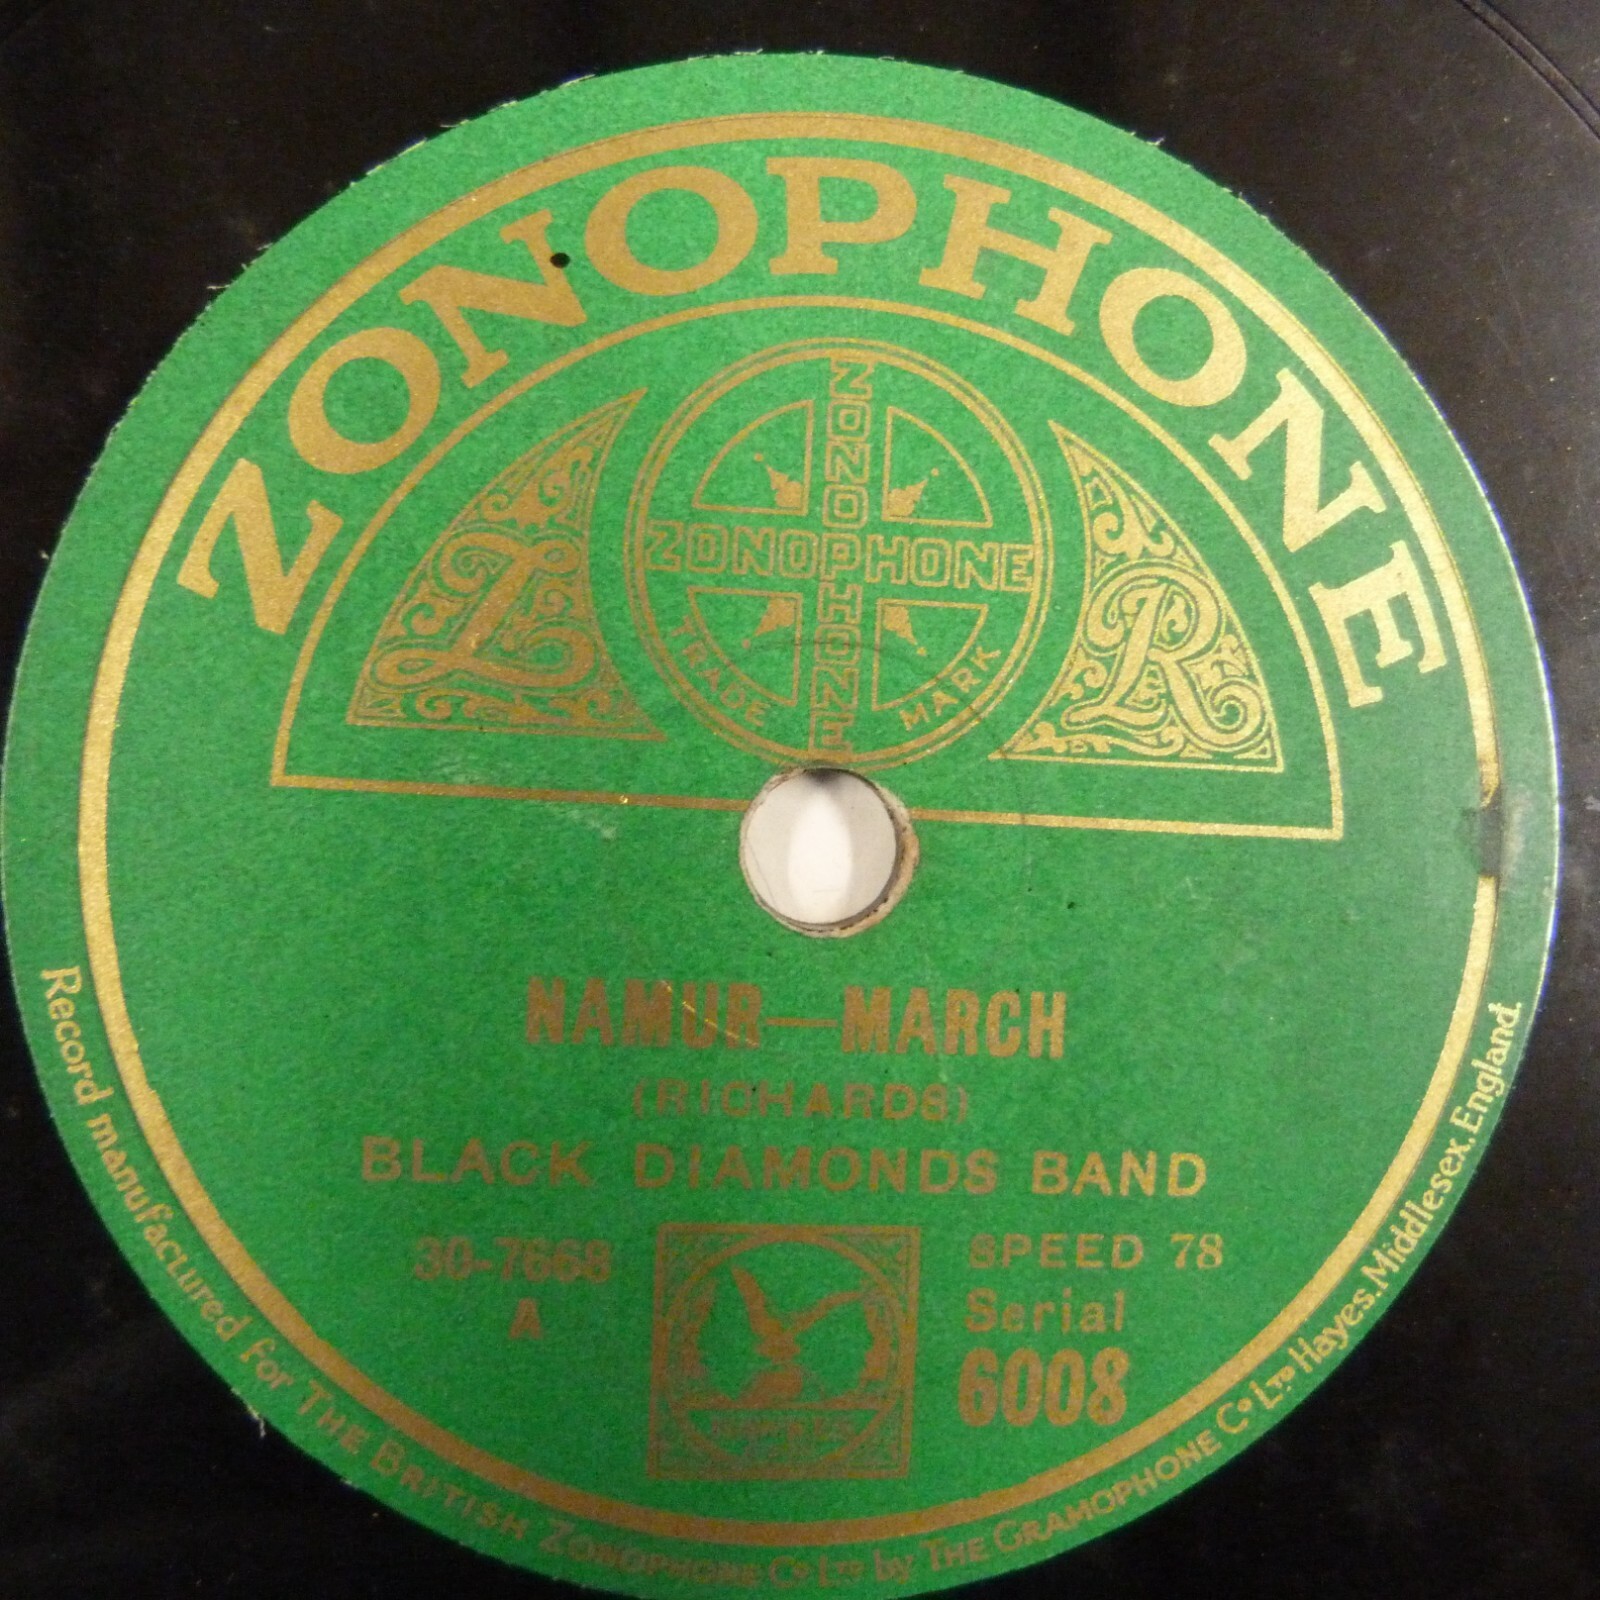 ZONOPHONE
ZONOPHONE
ZONOPHONE
TRADE MARK
Z
R
NAMUR—MARCH
(RICHARDS)
BLACK DIAMONDS BAND
30-7668
A
SPEED 78
Serial
6008
Record manufactured for THE BRITISH ZONOPHONE Co LTD by THE GRAMOPHONE Co LTD Hayes. Middlesex. England.